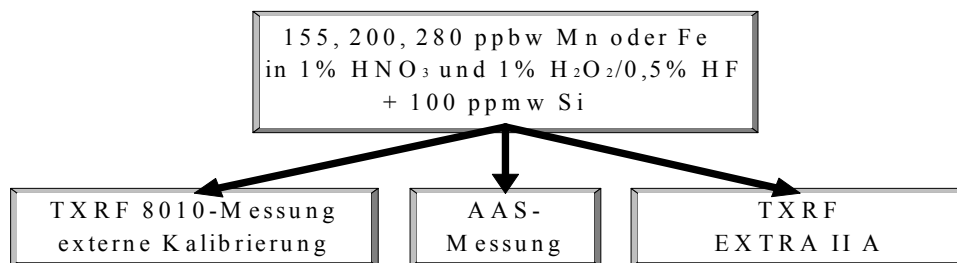 155, 200, 280 ppbw Mn oder Fe
in 1% HNO₃ und 1% H₂O₂/0,5% HF
+ 100 ppmw Si
TXRF 8010-Messung
externe Kalibrierung
AAS-
Messung
TXRF
EXTRA II A